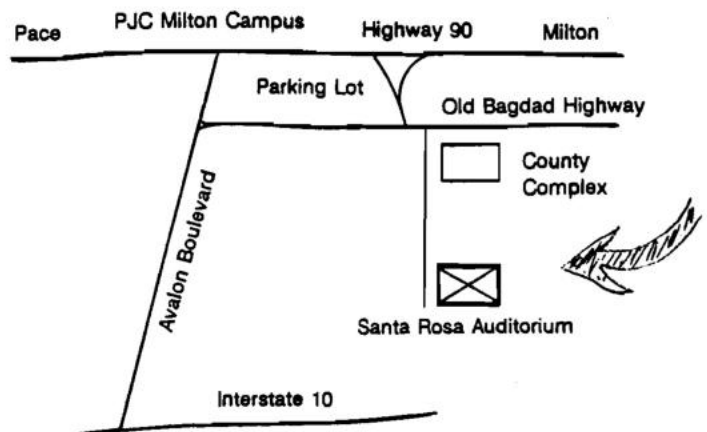 Pace
PJC Milton Campus
Highway 90
Milton
Parking Lot
Old Bagdad Highway
County
Complex
Avalon Boulevard
Santa Rosa Auditorium
Interstate 10